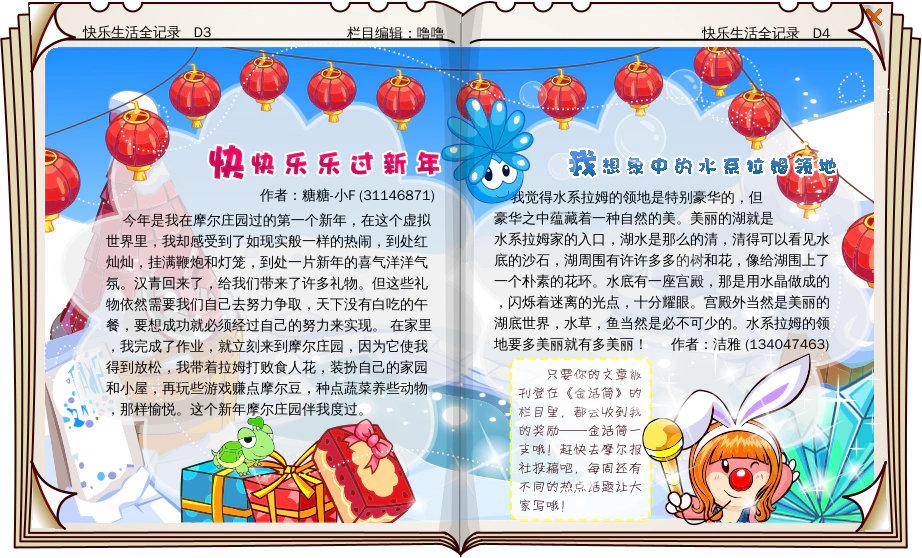 快乐生活全记录 D3
栏目编辑：噜噜
快乐生活全记录 D4
快快乐乐过新年
作者：糖糖-小F (31146871)
今年是我在摩尔庄园过的第一个新年，在这个虚拟
世界里，我却感受到了如现实般一样的热闹，到处红
灿灿，挂满鞭炮和灯笼，到处一片新年的喜气洋洋气
氛。汉青回来了，给我们带来了许多礼物。但这些礼
物依然需要我们自己去努力争取，天下没有白吃的午
餐，要想成功就必须经过自己的努力来实现。 在家里
，我完成了作业，就立刻来到摩尔庄园，因为它使我
得到放松，我带着拉姆打败食人花，装扮自己的家园
和小屋，再玩些游戏赚点摩尔豆，种点蔬菜养些动物
，那样愉悦。这个新年摩尔庄园伴我度过。
我想象中的水系拉姆领地
我觉得水系拉姆的领地是特别豪华的，但
豪华之中蕴藏着一种自然的美。美丽的湖就是
水系拉姆家的入口，湖水是那么的清，清得可以看见水
底的沙石，湖周围有许许多多的树和花，像给湖围上了
一个朴素的花环。水底有一座宫殿，那是用水晶做成的
，闪烁着迷离的光点，十分耀眼。宫殿外当然是美丽的
湖底世界，水草，鱼当然是必不可少的。水系拉姆的领
地要多美丽就有多美丽！ 作者：洁雅 (134047463)
只要你的文章被
刊登在《金话筒》的
栏目里，都会收到我
的奖励——金话筒一
支哦！赶快去摩尔报
社投稿吧，每周还有
不同的热点话题让大
家写哦！